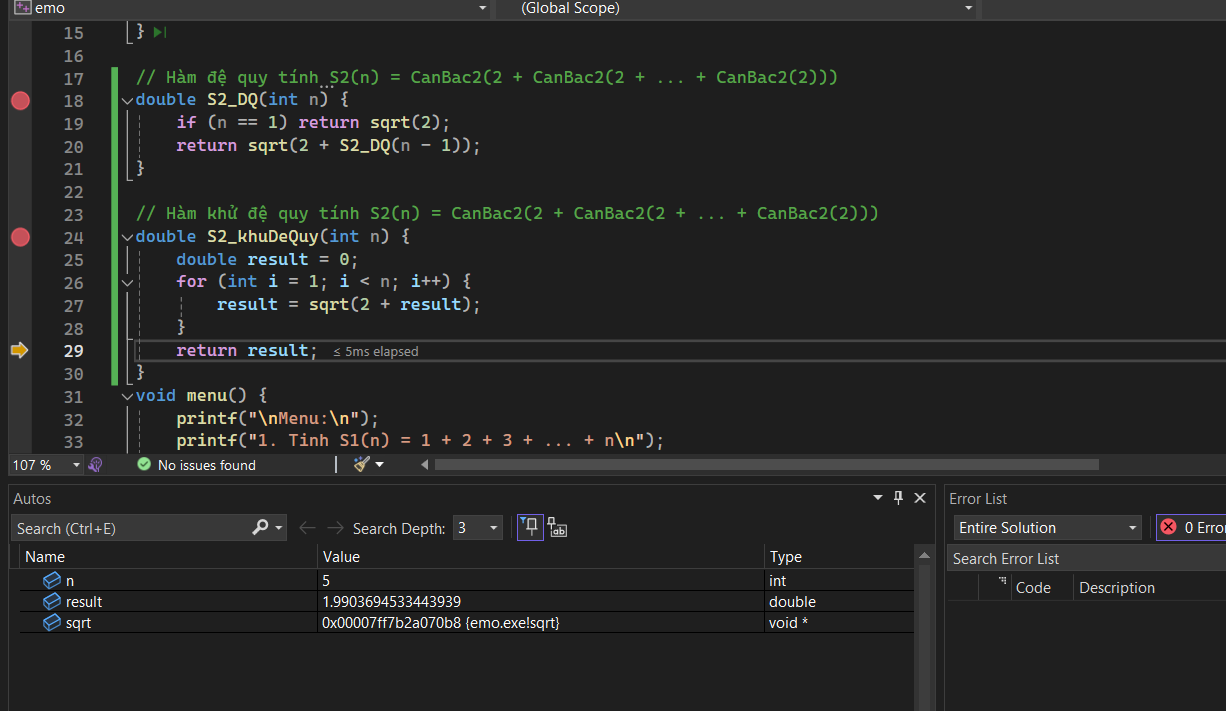 emo (Global Scope)
15 }
16
17 // Hàm đệ quy tính S2(n) = CanBac2(2 + CanBac2(2 + ... + CanBac2(2)))
18 double S2_DQ(int n) {
19 if (n == 1) return sqrt(2);
20 return sqrt(2 + S2_DQ(n - 1));
21 }
22
23 // Hàm khử đệ quy tính S2(n) = CanBac2(2 + CanBac2(2 + ... + CanBac2(2)))
24 double S2_khuDeQuy(int n) {
25 double result = 0;
26 for (int i = 1; i < n; i++) {
27 result = sqrt(2 + result);
28 }
29 return result; ≤ 5ms elapsed
30 }
31 void menu() {
32 printf("\nMenu:\n");
33 printf("1. Tinh S1(n) = 1 + 2 + 3 + ... + n\n");
107 % No issues found
Autos
Search (Ctrl+E) Search Depth: 3
Name Value Type
n 5 int
result 1.9903694533443939 double
sqrt 0x00007ff7b2a070b8 {emo.exe!sqrt} void *
Error List
Entire Solution 0 Error
Search Error List
Code Description